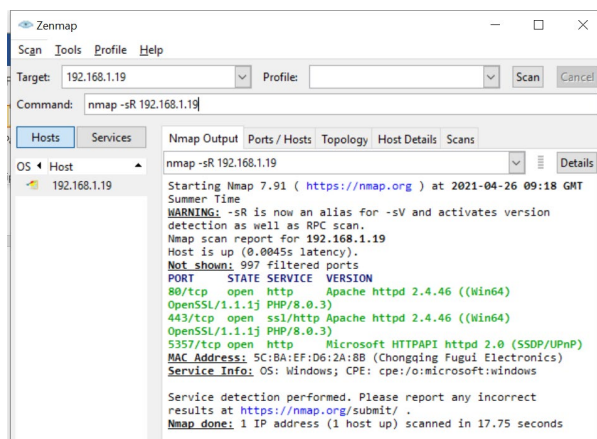 Zenmap
Scan Tools Profile Help
Target: 192.168.1.19 Profile: Scan Cancel
Command: nmap -sR 192.168.1.19
Hosts Services
Nmap Output Ports / Hosts Topology Host Details Scans
OS Host
nmap -sR 192.168.1.19 Details
192.168.1.19
Starting Nmap 7.91 ( https://nmap.org ) at 2021-04-26 09:18 GMT
Summer Time
WARNING: -sR is now an alias for -sV and activates version
detection as well as RPC scan.
Nmap scan report for 192.168.1.19
Host is up (0.0045s latency).
Not shown: 997 filtered ports
PORT STATE SERVICE VERSION
80/tcp open http Apache httpd 2.4.46 ((Win64)
OpenSSL/1.1.1j PHP/8.0.3)
443/tcp open ssl/http Apache httpd 2.4.46 ((Win64)
OpenSSL/1.1.1j PHP/8.0.3)
5357/tcp open http Microsoft HTTPAPI httpd 2.0 (SSDP/UPnP)
MAC Address: 5C:BA:EF:D6:2A:8B (Chongqing Fugui Electronics)
Service Info: OS: Windows; CPE: cpe:/o:microsoft:windows
Service detection performed. Please report any incorrect
results at https://nmap.org/submit/ .
Nmap done: 1 IP address (1 host up) scanned in 17.75 seconds